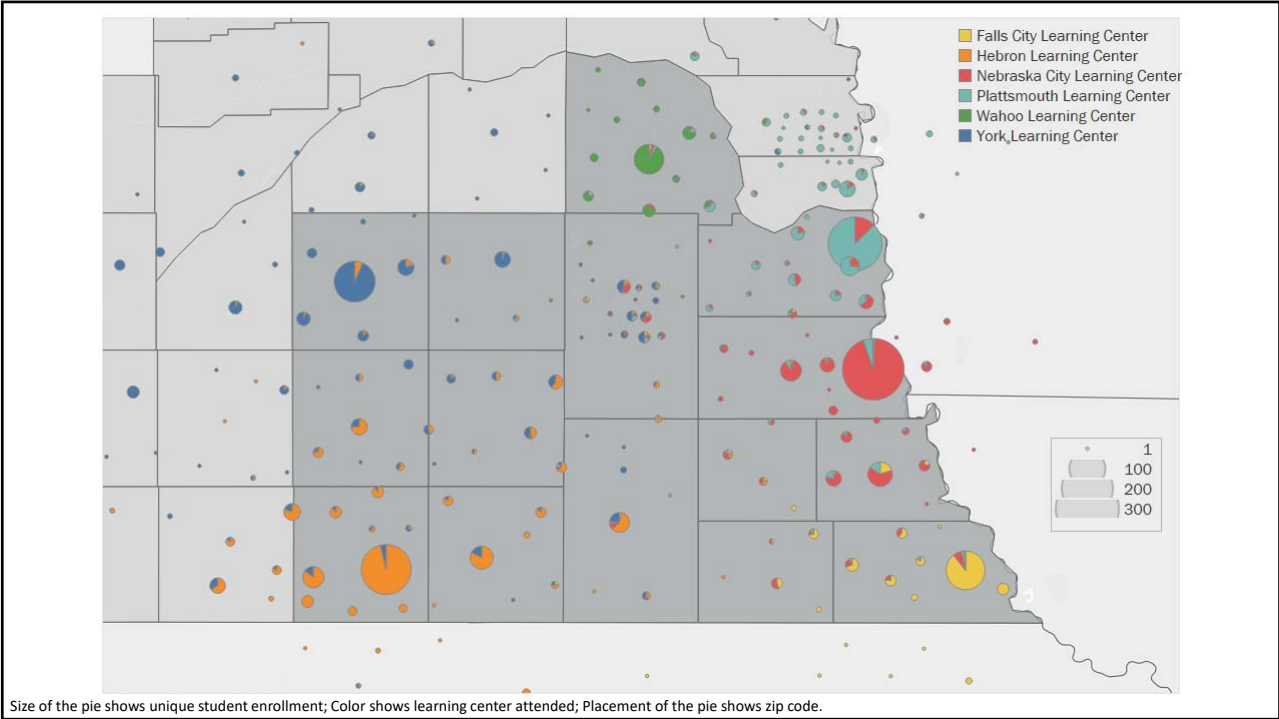 Falls City Learning Center
Hebron Learning Center
Nebraska City Learning Center
Plattsmouth Learning Center
Wahoo Learning Center
York Learning Center
1
100
200
300
Size of the pie shows unique student enrollment; Color shows learning center attended; Placement of the pie shows zip code.